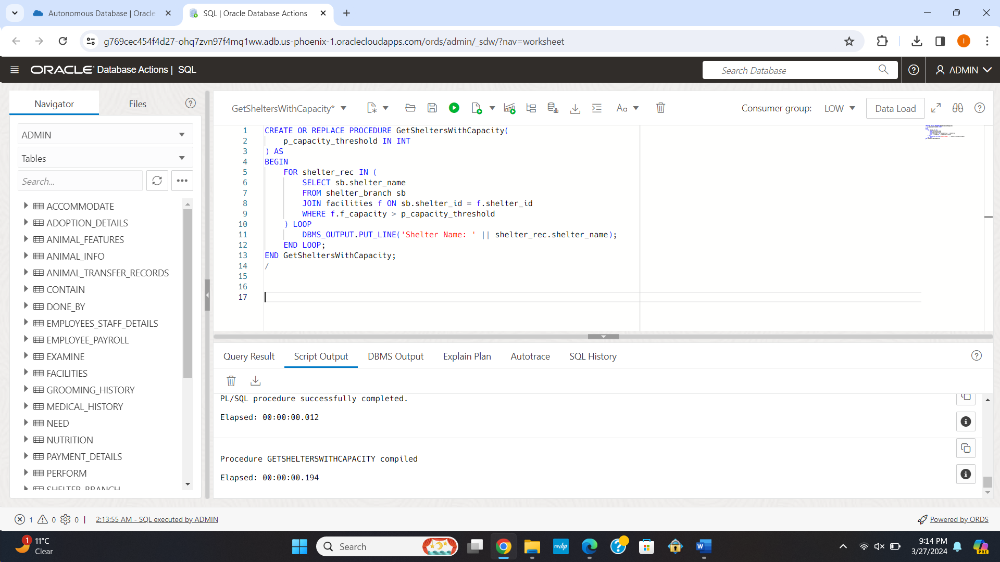 Autonomous Database | Oracle
SQL | Oracle Database Actions
g769cec454f4d27-ohq7zvn97f4mq1ww.adb.us-phoenix-1.oraclecloudapps.com/ords/admin/_sdw/?nav=worksheet
I
ORACLE Database Actions | SQL
Search Database
ADMIN
Navigator
Files
ADMIN
Tables
Search...
ACCOMMODATE
ADOPTION_DETAILS
ANIMAL_FEATURES
ANIMAL_INFO
ANIMAL_TRANSFER_RECORDS
CONTAIN
DONE_BY
EMPLOYEES_STAFF_DETAILS
EMPLOYEE_PAYROLL
EXAMINE
FACILITIES
GROOMING_HISTORY
MEDICAL_HISTORY
NEED
NUTRITION
PAYMENT_DETAILS
PERFORM
SHELTER_BRANCH
GetSheltersWithCapacity*
Aa
Consumer group: LOW
Data Load
1 CREATE OR REPLACE PROCEDURE GetSheltersWithCapacity(
2 p_capacity_threshold IN INT
3 ) AS
4 BEGIN
5 FOR shelter_rec IN (
6 SELECT sb.shelter_name
7 FROM shelter_branch sb
8 JOIN facilities f ON sb.shelter_id = f.shelter_id
9 WHERE f.f_capacity > p_capacity_threshold
10 ) LOOP
11 DBMS_OUTPUT.PUT_LINE('Shelter Name: ' || shelter_rec.shelter_name);
12 END LOOP;
13 END GetSheltersWithCapacity;
14 /
15
16
17
Query Result
Script Output
DBMS Output
Explain Plan
Autotrace
SQL History
PL/SQL procedure successfully completed.
Elapsed: 00:00:00.012
Procedure GETSHELTERSWITHCAPACITY compiled
Elapsed: 00:00:00.194
1 0 0 | 2:13:55 AM - SQL executed by ADMIN
Powered by ORDS
1
11°C
Clear
Search
myhp
W
9:14 PM
3/27/2024
PRE